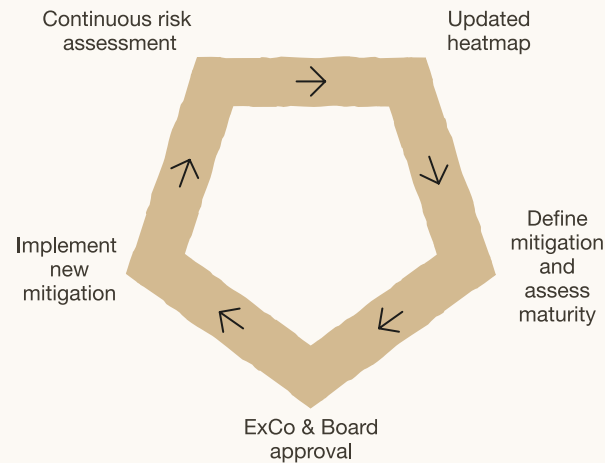 Continuous risk
assessment
Updated
heatmap
Define
mitigation
and
assess
maturity
ExCo & Board
approval
Implement
new
mitigation